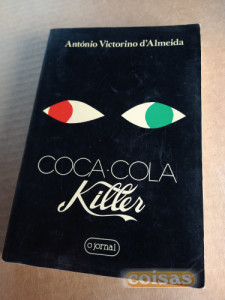 António Victorino d'Almeida
COCA-COLA
Killer
o jornal
coisas